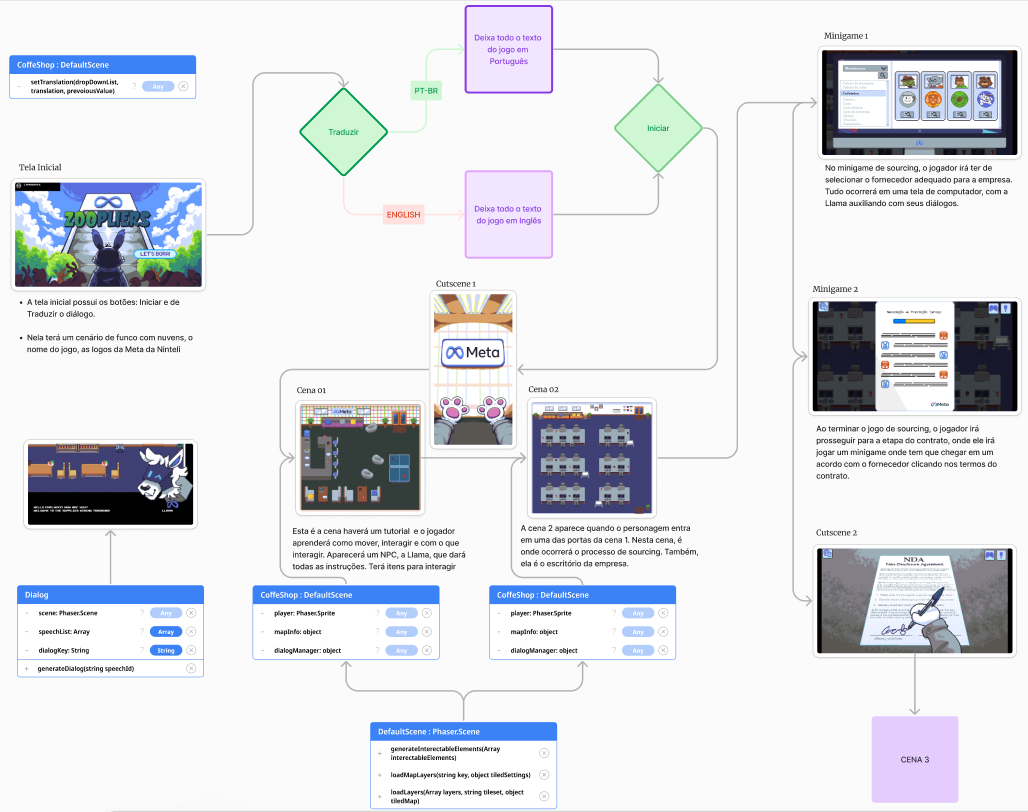 CoffeShop : DefaultScene
- setTranslation(dropDownList,
translation, prevoiousValue)
? Any
Tela Inicial
ZOOPLIERS
LET'S BORA!
• A tela inicial possui os botões: Iniciar e de
Traduzir o diálogo.
• Nela terá um cenário de funco com nuvens, o
nome do jogo, as logos da Meta da Ninteli
Traduzir
PT-BR
ENGLISH
Deixa todo o texto
do jogo em
Português
Deixa todo o texto
do jogo em Inglês
Iniciar
Minigame 1
No minigame de sourcing, o jogador irá ter de
selecionar o fornecedor adequado para a empresa.
Tudo ocorrerá em uma tela de computador, com a
Llama auxiliando com seus diálogos.
Minigame 2
Meta
Ao terminar o jogo de sourcing, o jogador irá
prosseguir para a etapa do contrato, onde ele irá
jogar um minigame onde tem que chegar em um
acordo com o fornecedor clicando nos termos do
contrato.
Cutscene 1
Meta
Cena 01
Meta
Esta é a cena haverá um tutorial e o jogador
aprenderá como mover, interagir e com o que
interagir. Aparecerá um NPC, a Llama, que dará
todas as instruções. Terá itens para interagir
Cena 02
A cena 2 aparece quando o personagem entra
em uma das portas da cena 1. Nesta cena, é
onde ocorrerá o processo de sourcing. Também,
ela é o escritório da empresa.
Cutscene 2
NDA
Non-Disclosure Agreement
CENA 3
WELCOME TO THE SUPPLIER SERVICE
LLAMA
Dialog
- scene: Phaser.Scene ? Any
- speechList: Array ? Array
- dialogKey: String ? String
+ generateDialog(string speechId)
CoffeShop : DefaultScene
- player: Phaser.Sprite ? Any
- mapInfo: object ? Any
- dialogManager: object ? Any
CoffeShop : DefaultScene
- player: Phaser.Sprite ? Any
- mapInfo: object ? Any
- dialogManager: object ? Any
DefaultScene : Phaser.Scene
+ generateInterectableElements(Array
interectableElements)
+ loadMapLayers(string key, object tiledSettings)
+ loadLayers(Array layers, string tileset, object
tiledMap)